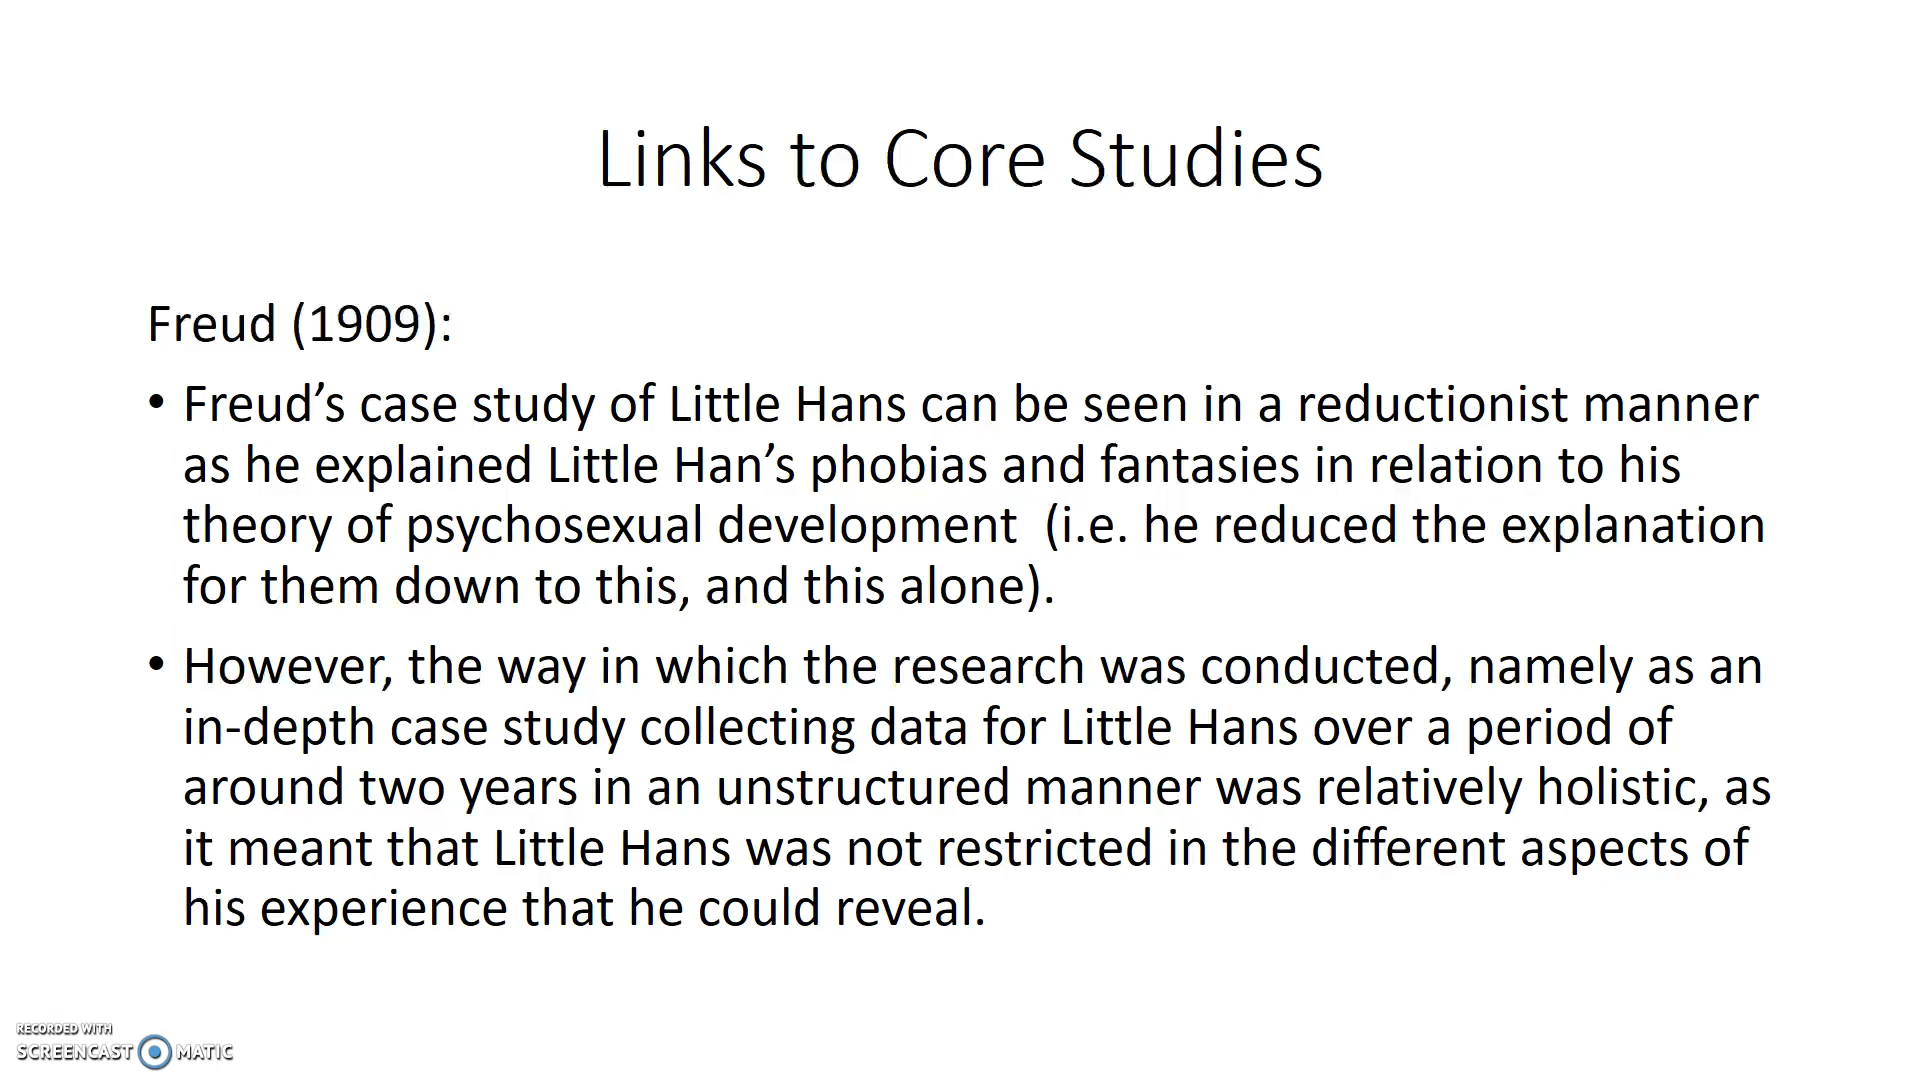 Links to Core Studies
Freud (1909):
• Freud’s case study of Little Hans can be seen in a reductionist manner
as he explained Little Han’s phobias and fantasies in relation to his
theory of psychosexual development  (i.e. he reduced the explanation
for them down to this, and this alone).
• However, the way in which the research was conducted, namely as an
in-depth case study collecting data for Little Hans over a period of
around two years in an unstructured manner was relatively holistic, as
it meant that Little Hans was not restricted in the different aspects of
his experience that he could reveal.
RECORDED WITH
SCREENCAST MATIC